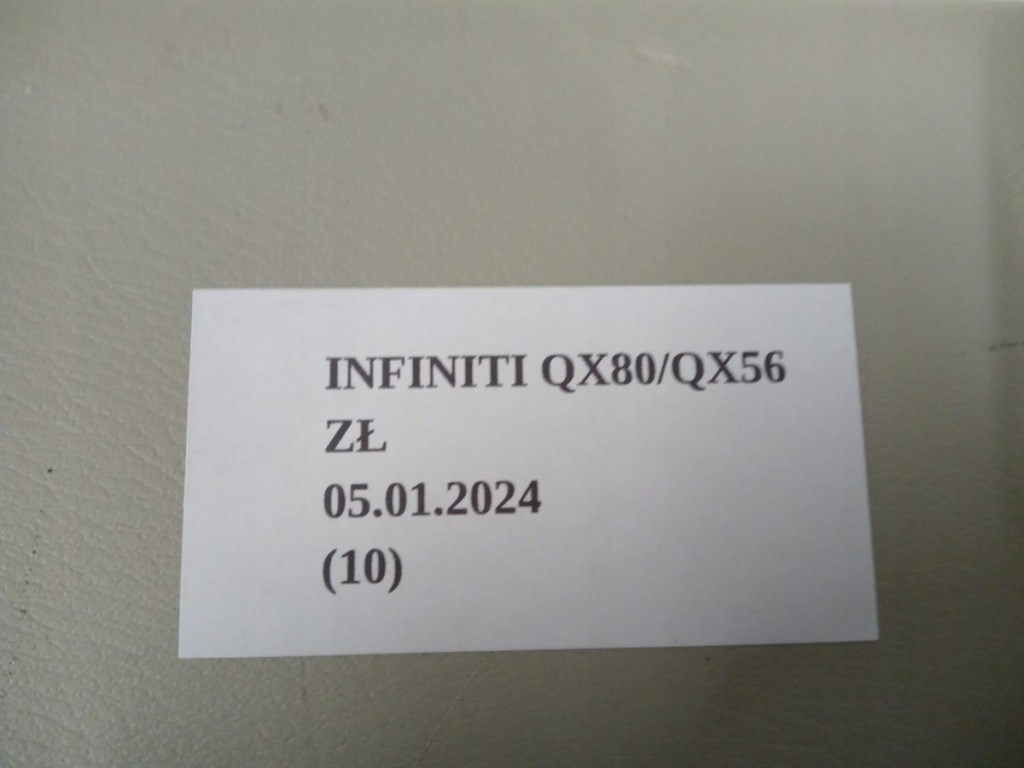 INFINITI QX80/QX56
ZŁ
05.01.2024
(10)